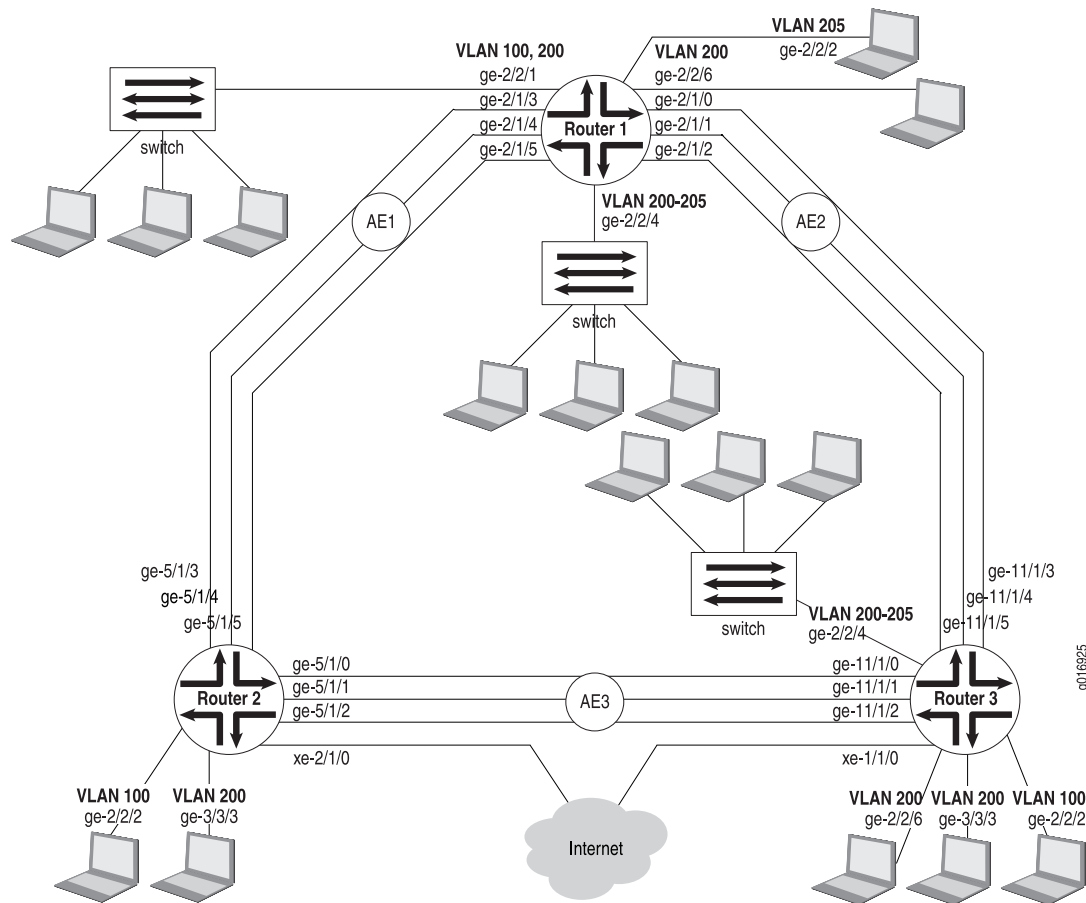 VLAN 205
ge-2/2/2
VLAN 100, 200
ge-2/2/1
ge-2/1/3
ge-2/1/4
ge-2/1/5
VLAN 200
ge-2/2/6
ge-2/1/0
ge-2/1/1
ge-2/1/2
Router 1
switch
VLAN 200-205
ge-2/2/4
AE1
AE2
switch
ge-5/1/3
ge-5/1/4
ge-5/1/5
switch
VLAN 200-205
ge-2/2/4
ge-11/1/3
ge-11/1/4
ge-11/1/5
Router 2
ge-5/1/0
ge-5/1/1
ge-5/1/2
xe-2/1/0
AE3
ge-11/1/0
ge-11/1/1
ge-11/1/2
xe-1/1/0
Router 3
g016925
VLAN 100
ge-2/2/2
VLAN 200
ge-3/3/3
Internet
VLAN 200
ge-2/2/6
VLAN 200
ge-3/3/3
VLAN 100
ge-2/2/2